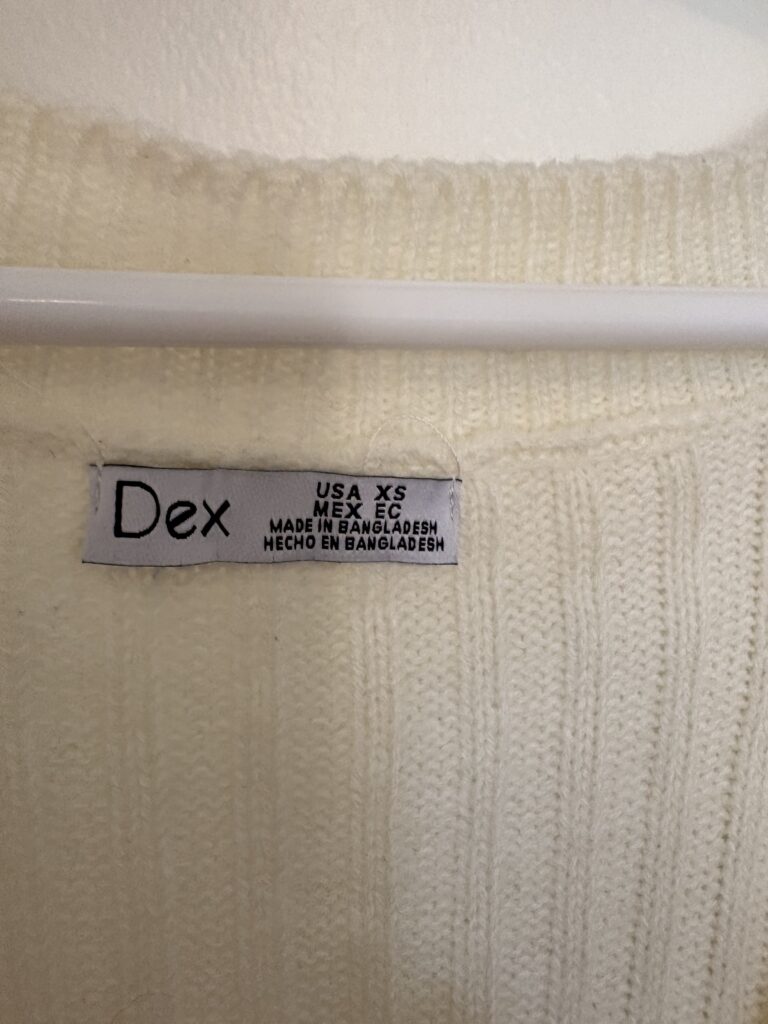 Dex
USA XS
MEX EC
MADE IN BANGLADESH
HECHO EN BANGLADESH